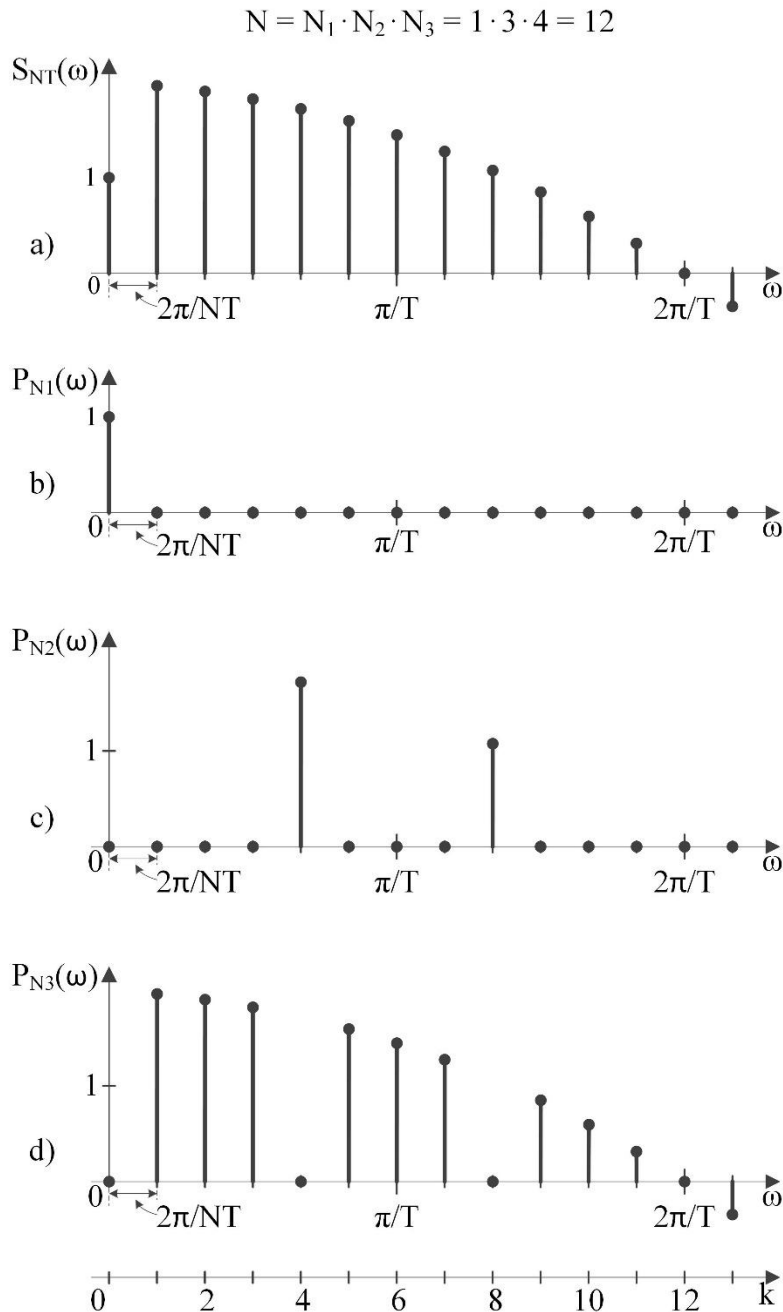 N = N₁ · N₂ · N₃ = 1 · 3 · 4 = 12
S_NT(ω)
1
a)
0
2π/NT
π/T
2π/T
ω
P_N1(ω)
1
b)
0
2π/NT
π/T
2π/T
ω
P_N2(ω)
1
c)
0
2π/NT
π/T
2π/T
ω
P_N3(ω)
1
d)
0
2π/NT
π/T
2π/T
ω
0 2 4 6 8 10 12 k